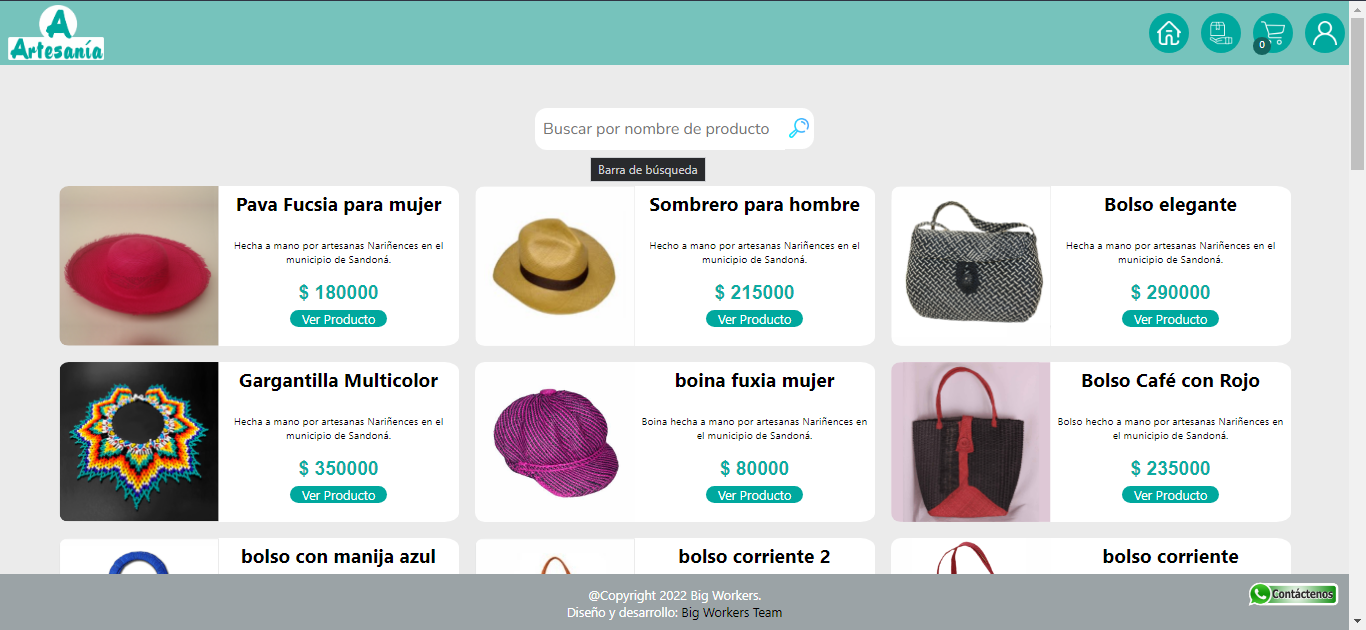 A
Artesanía
0
Buscar por nombre de producto
Barra de búsqueda
Pava Fucsia para mujer
Hecha a mano por artesanas Nariñences en el
municipio de Sandoná.
$ 180000
Ver Producto
Sombrero para hombre
Hecho a mano por artesanas Nariñences en el
municipio de Sandoná.
$ 215000
Ver Producto
Bolso elegante
Hecha a mano por artesanas Nariñences en el
municipio de Sandoná.
$ 290000
Ver Producto
Gargantilla Multicolor
Hecha a mano por artesanas Nariñences en el
municipio de Sandoná.
$ 350000
Ver Producto
boina fuxia mujer
Boina hecha a mano por artesanas Nariñences en
el municipio de Sandoná.
$ 80000
Ver Producto
Bolso Café con Rojo
Bolso hecho a mano por artesanas Nariñences en
el municipio de Sandoná.
$ 235000
Ver Producto
bolso con manija azul
bolso corriente 2
bolso corriente
@Copyright 2022 Big Workers.
Diseño y desarrollo: Big Workers Team
Contáctenos